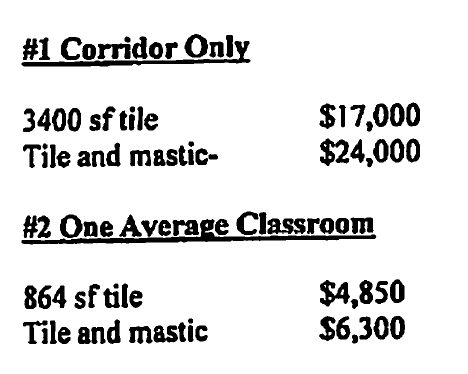 #1 Corridor Only
3400 sf tile $17,000
Tile and mastic- $24,000
#2 One Average Classroom
864 sf tile $4,850
Tile and mastic $6,300